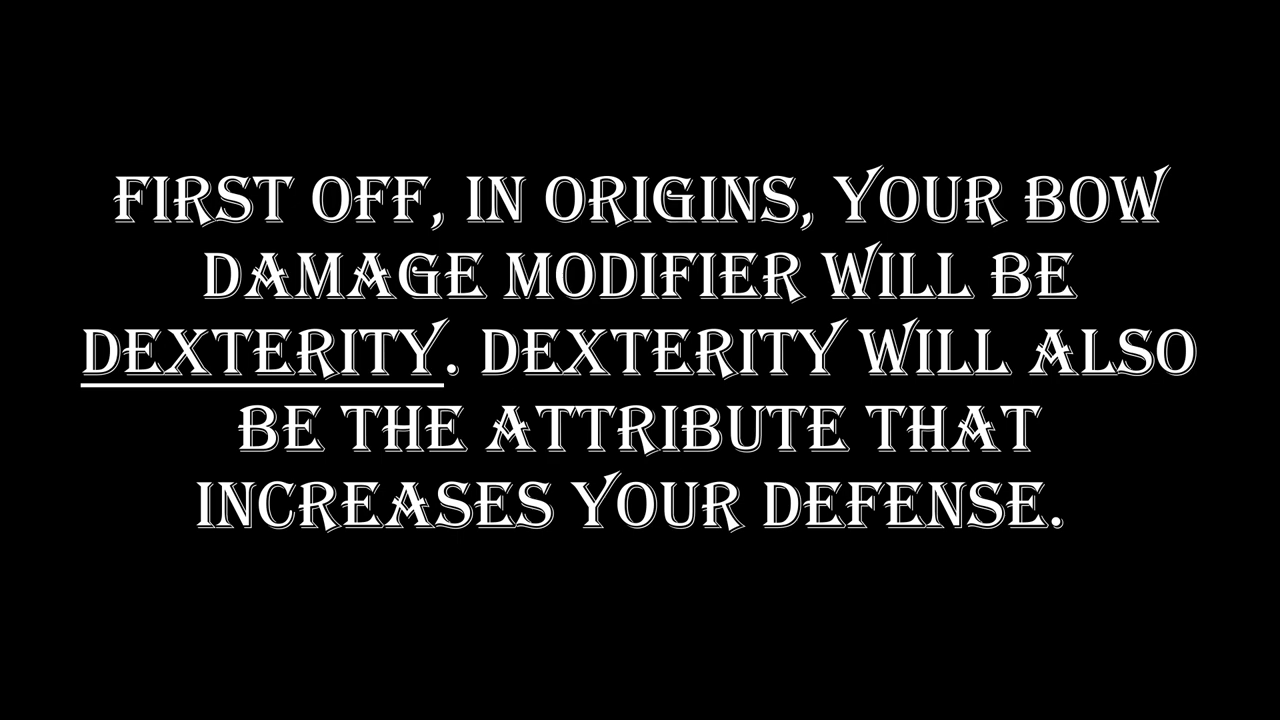 FIRST OFF, IN ORIGINS, YOUR BOW
DAMAGE MODIFIER WILL BE
DEXTERITY. DEXTERITY WILL ALSO
BE THE ATTRIBUTE THAT
INCREASES YOUR DEFENSE.